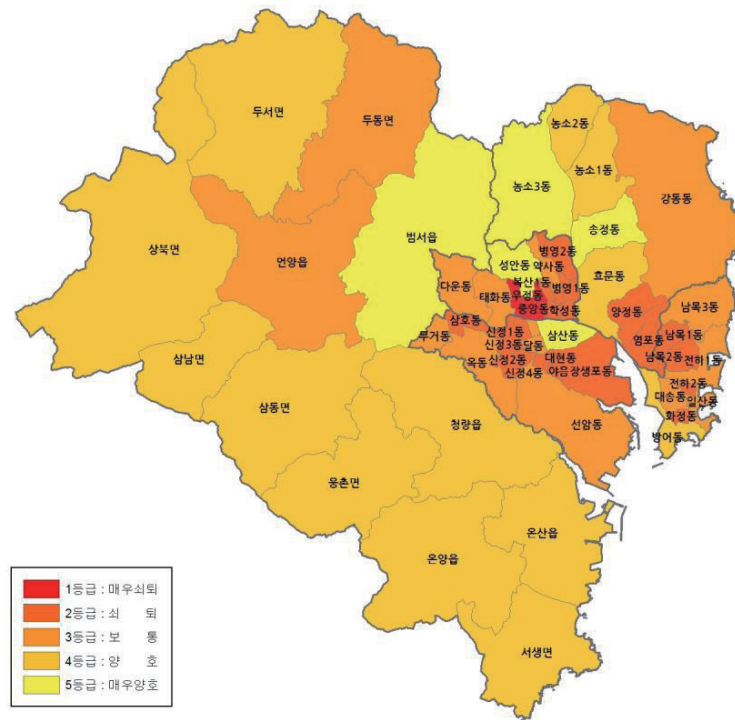 두서면
두동면
농소2동
농소1동
농소3동
강동동
상북면
언양읍
범서읍
송정동
병영2동
성안동
약사동
효문동
복산1동
다운동
태화동
우정동
병영1동
중앙동
학성동
양정동
남목3동
삼호동
무거동
신정1동
삼산동
염포동
남목1동
신정3동
달동
남목2동
전하1동
삼남면
옥동
신정2동
대현동
신정4동
야음장생포동
전하2동
삼동면
대송동
일산동
화정동
청량읍
선암동
방어동
웅촌면
온산읍
온양읍
서생면
1등급 : 매우쇠퇴
2등급 : 쇠 퇴
3등급 : 보 통
4등급 : 양 호
5등급 : 매우양호